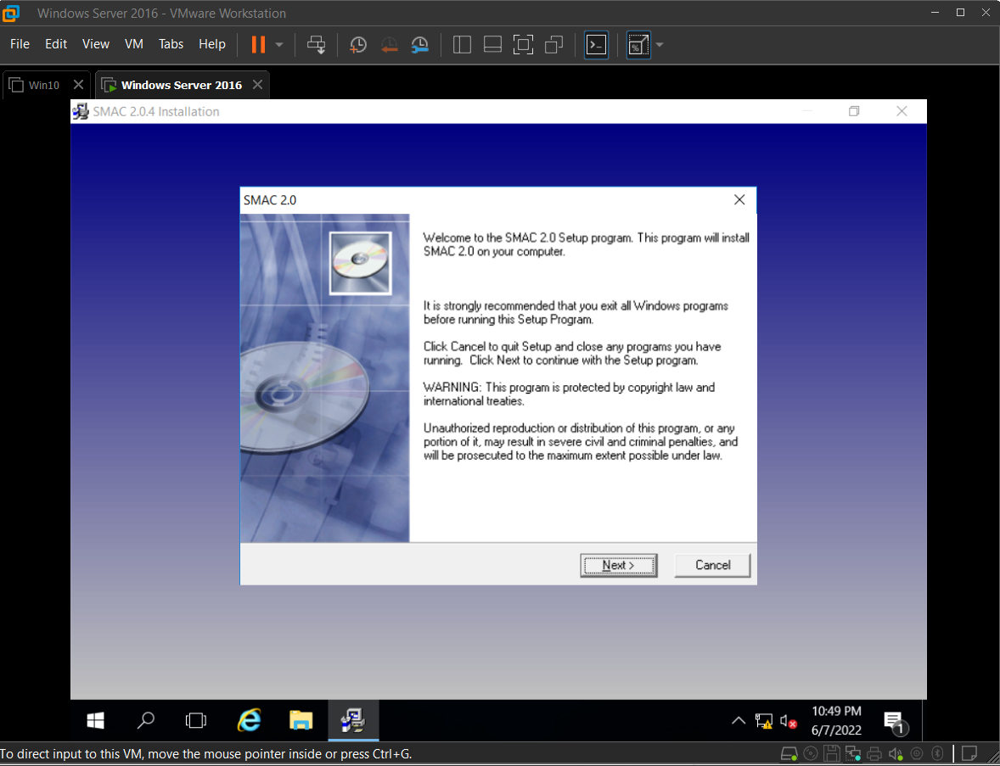 Windows Server 2016 - VMware Workstation
File Edit View VM Tabs Help
Win10
Windows Server 2016
SMAC 2.0.4 Installation
SMAC 2.0
Welcome to the SMAC 2.0 Setup program. This program will install
SMAC 2.0 on your computer.
It is strongly recommended that you exit all Windows programs
before running this Setup Program.
Click Cancel to quit Setup and close any programs you have
running. Click Next to continue with the Setup program.
WARNING: This program is protected by copyright law and
international treaties.
Unauthorized reproduction or distribution of this program, or any
portion of it, may result in severe civil and criminal penalties, and
will be prosecuted to the maximum extent possible under law.
Next >
Cancel
10:49 PM
6/7/2022
1
To direct input to this VM, move the mouse pointer inside or press Ctrl+G.